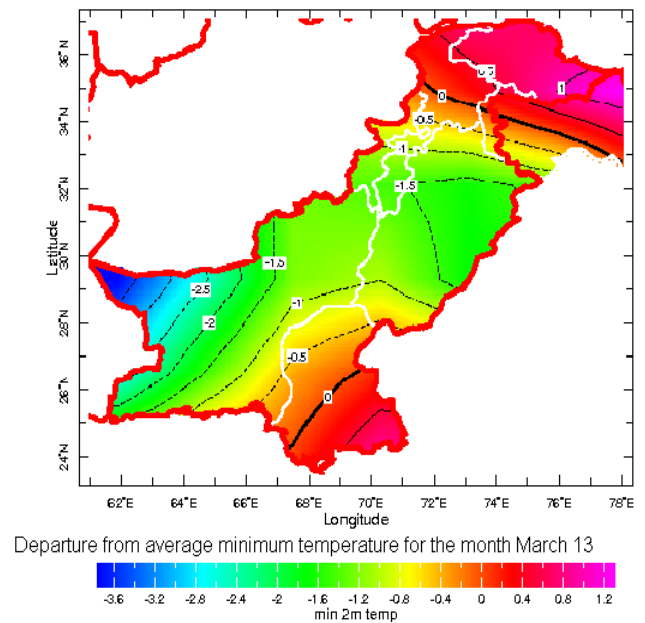 36°N
34°N
32°N
30°N
28°N
26°N
24°N
Latitude
0.5
1
0
-0.5
-1
-1.5
-1.5
-2.5
-2
-1
-0.5
0
62°E 64°E 66°E 68°E 70°E 72°E 74°E 76°E 78°E
Longitude
Departure from average minimum temperature for the month March 13
-3.6 -3.2 -2.8 -2.4 -2 -1.6 -1.2 -0.8 -0.4 0 0.4 0.8 1.2
min 2m temp